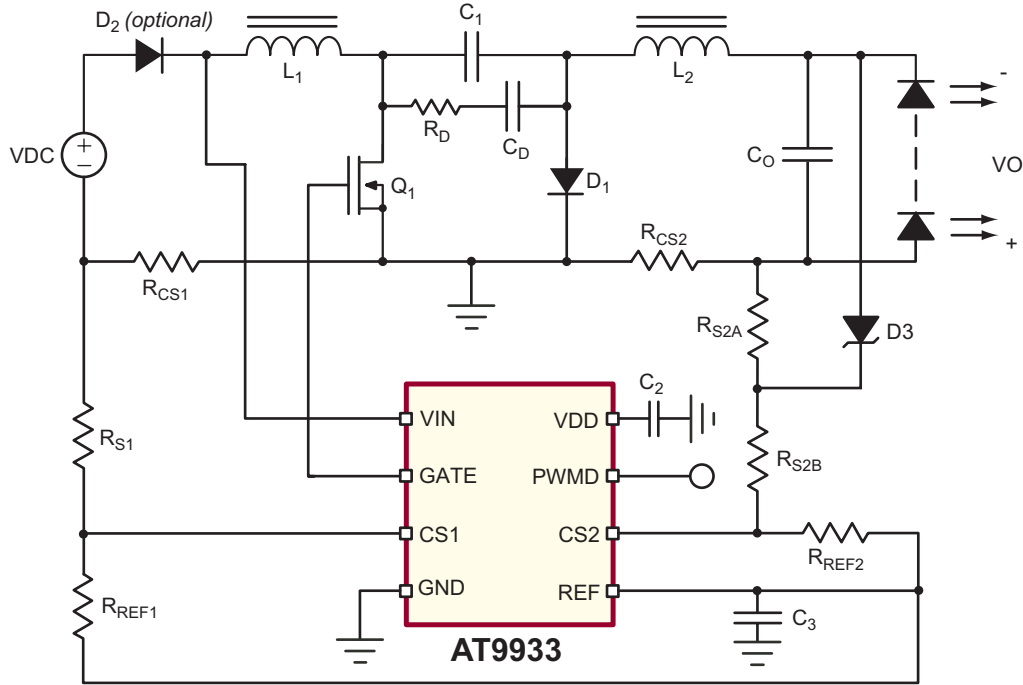 D2 (optional)
C1
L1
L2
RD
CD
VDC
+
−
Q1
D1
CO
-
VO
+
RCS1
RCS2
RS2A
D3
RS1
C2
VIN
VDD
RS2B
GATE
PWMD
CS1
CS2
RREF2
GND
REF
RREF1
C3
AT9933